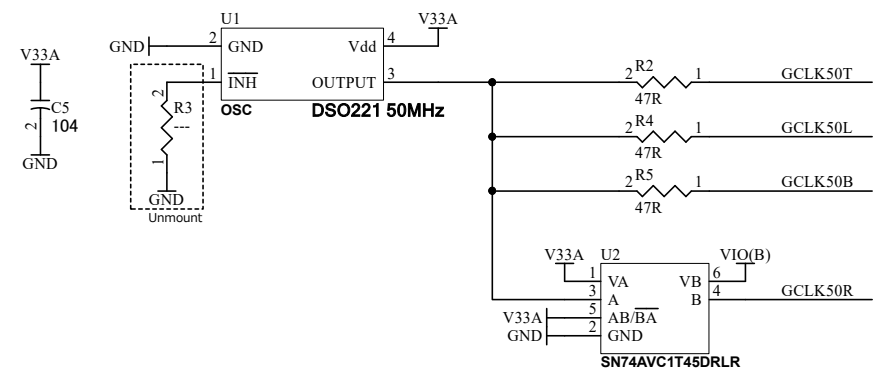 V33A
C5
104
2
GND
U1
GND
2
GND
Vdd
4
V33A
1
INH
OUTPUT
3
OSC
DSO221 50MHz
2
R3
---
1
GND
Unmount
2
R2
1
47R
GCLK50T
2
R4
1
47R
GCLK50L
2
R5
1
47R
GCLK50B
V33A
U2
VIO(B)
1
VA
VB
6
3
A
B
4
GCLK50R
V33A
5
AB/BA
GND
2
GND
SN74AVC1T45DRLR